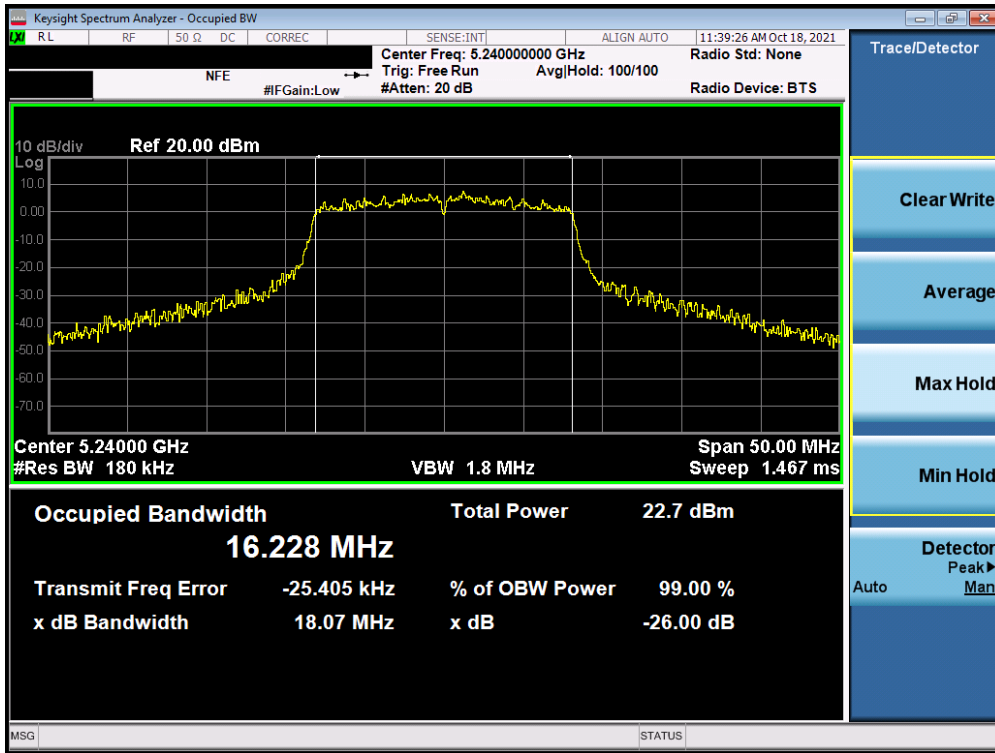 Keysight Spectrum Analyzer - Occupied BW
LXI RL RF 50 Ω DC CORREC SENSE:INT ALIGN AUTO 11:39:26 AM Oct 18, 2021
Center Freq: 5.240000000 GHz Radio Std: None
NFE Trig: Free Run Avg|Hold: 100/100
#IFGain:Low #Atten: 20 dB Radio Device: BTS
Trace/Detector
10 dB/div Ref 20.00 dBm
Log
10.0
0.00
-10.0
-20.0
-30.0
-40.0
-50.0
-60.0
-70.0
Center 5.24000 GHz Span 50.00 MHz
#Res BW 180 kHz VBW 1.8 MHz Sweep 1.467 ms
Occupied Bandwidth Total Power 22.7 dBm
16.228 MHz
Transmit Freq Error -25.405 kHz % of OBW Power 99.00 %
x dB Bandwidth 18.07 MHz x dB -26.00 dB
Clear Write
Average
Max Hold
Min Hold
Detector
Peak▶
Auto Man
MSG STATUS